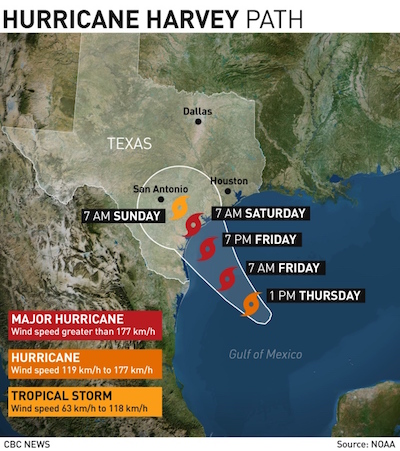 HURRICANE HARVEY PATH
Dallas
TEXAS
San Antonio
Houston
7 AM SUNDAY
7 AM SATURDAY
7 PM FRIDAY
7 AM FRIDAY
1 PM THURSDAY
Gulf of Mexico
MAJOR HURRICANE
Wind speed greater than 177 km/h
HURRICANE
Wind speed 119 km/h to 177 km/h
TROPICAL STORM
Wind speed 63 km/h to 118 km/h
CBC NEWS
Source: NOAA